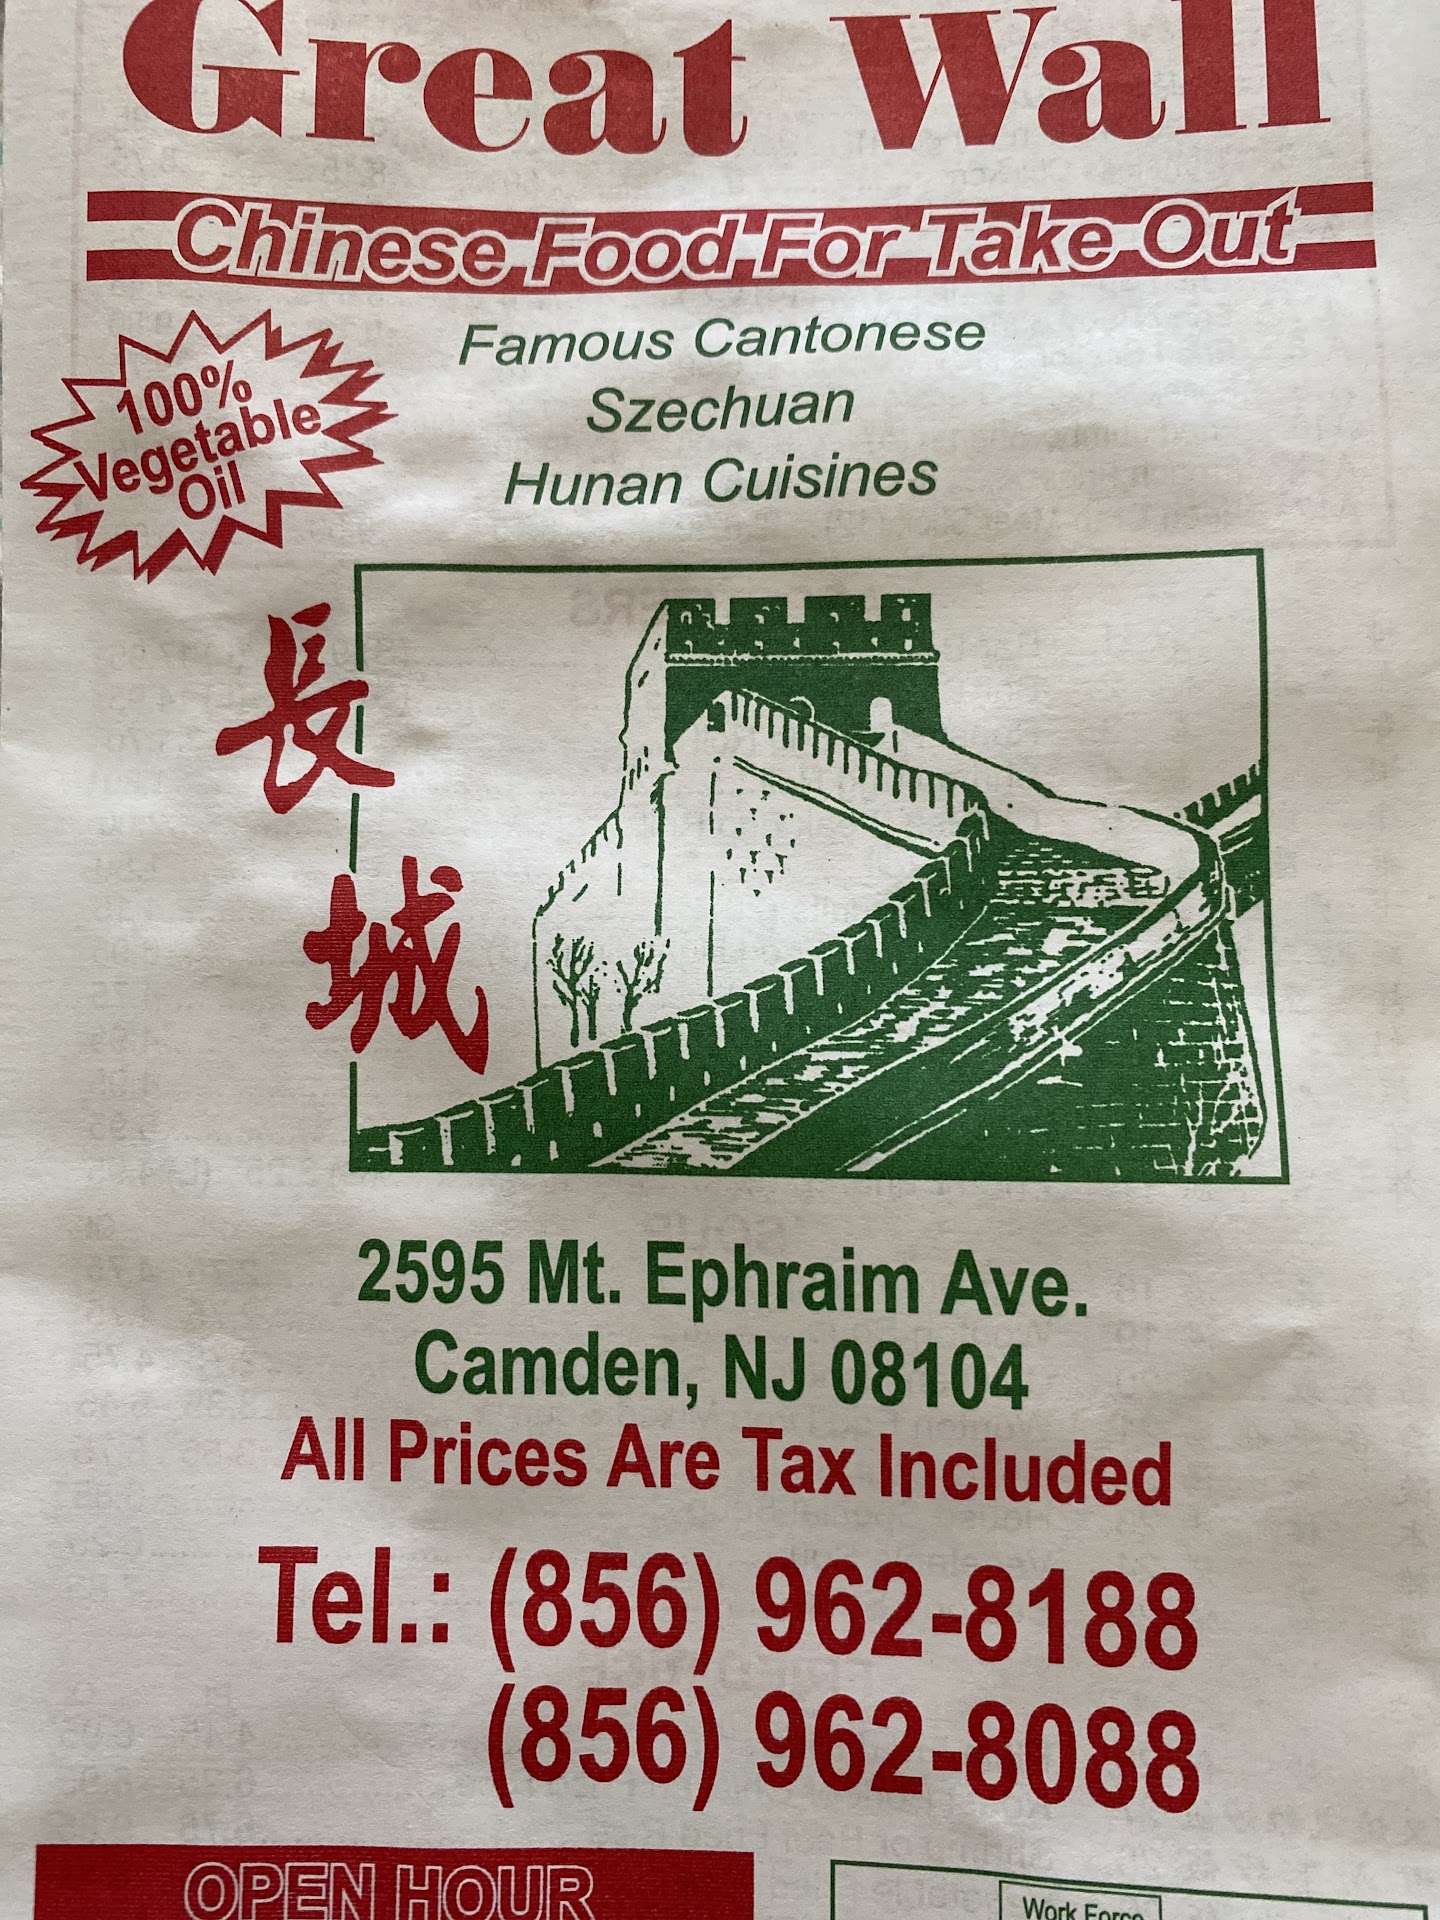 Great Wall
Chinese Food For Take Out
100%
Vegetable
Oil
Famous Cantonese
Szechuan
Hunan Cuisines
長
城
2595 Mt. Ephraim Ave.
Camden, NJ 08104
All Prices Are Tax Included
Tel.: (856) 962-8188
(856) 962-8088
OPEN HOUR
Work Force